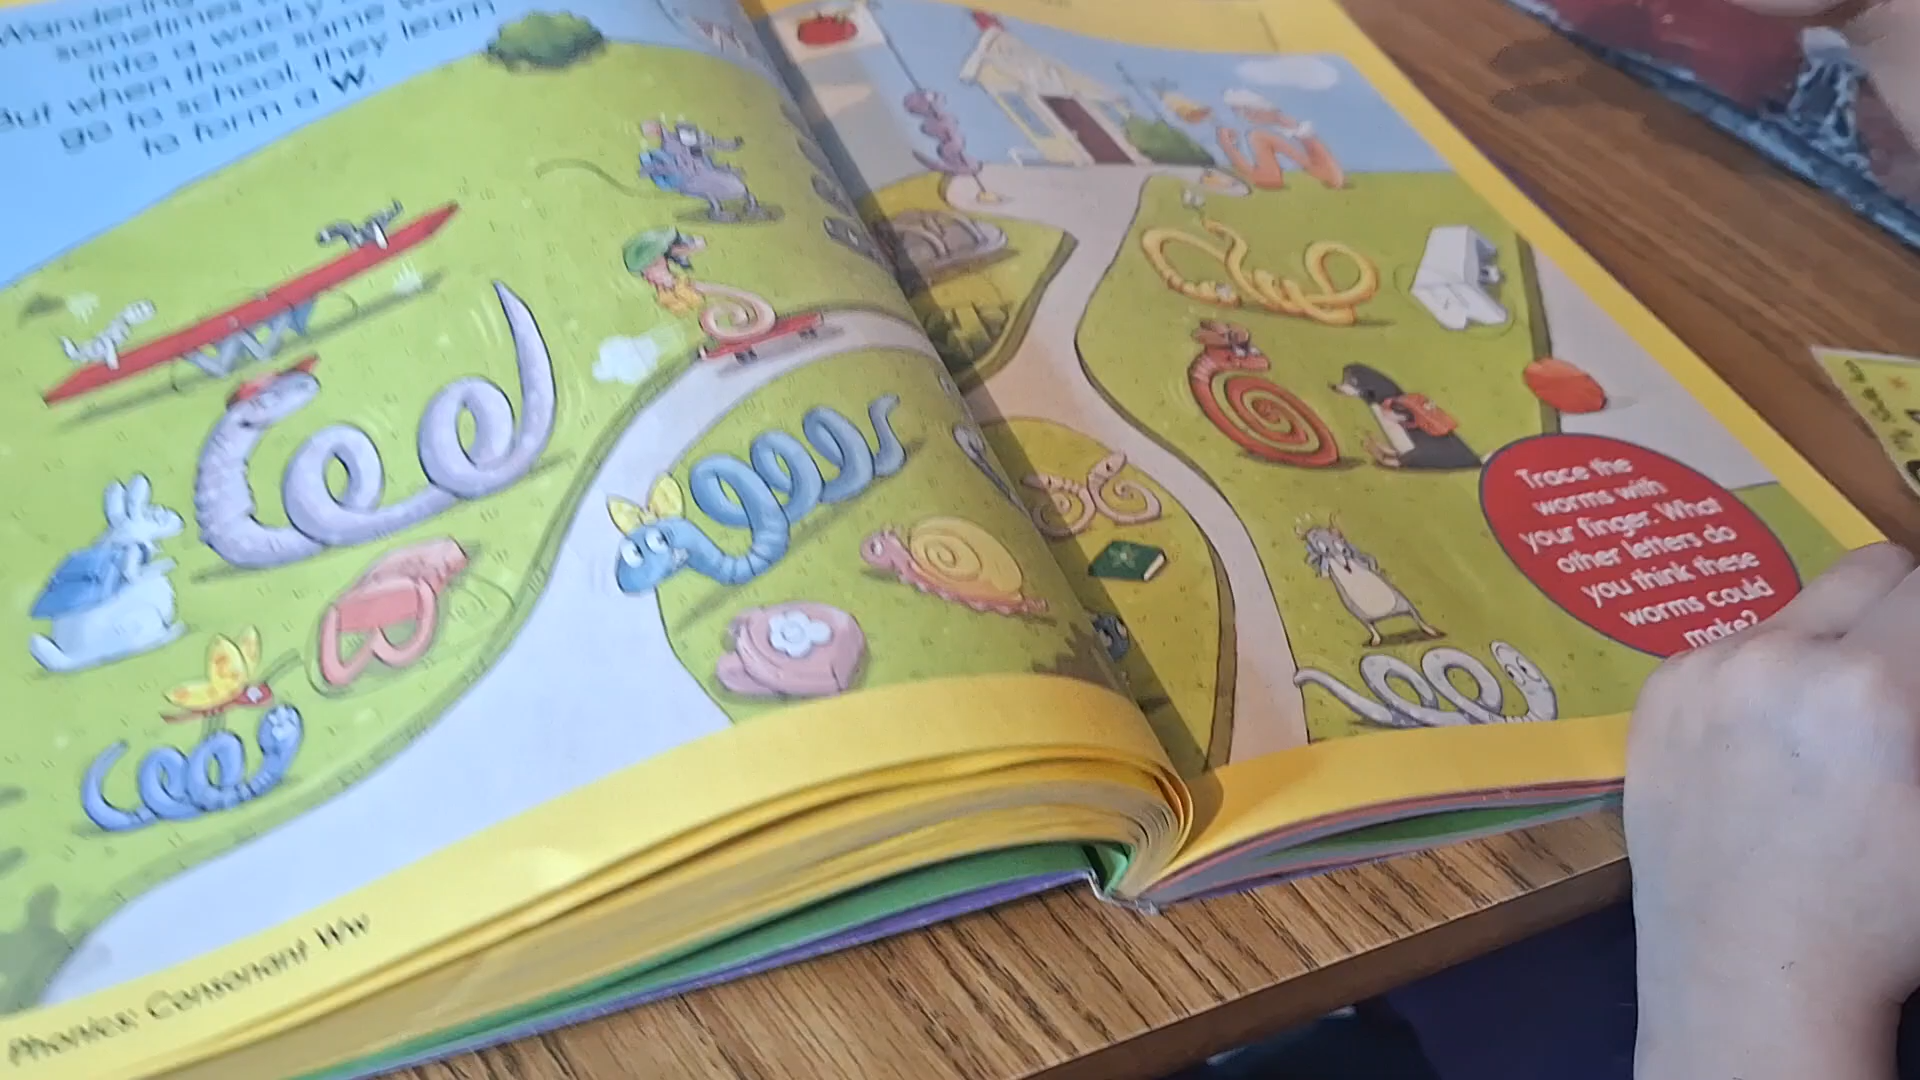 Wandering
sometimes
into a wacky
But when those same
go to school, they learn
to form a W.
Trace the
worms with
your finger. What
other letters do
you think these
worms could
make?
Phonics: Consonant Ww